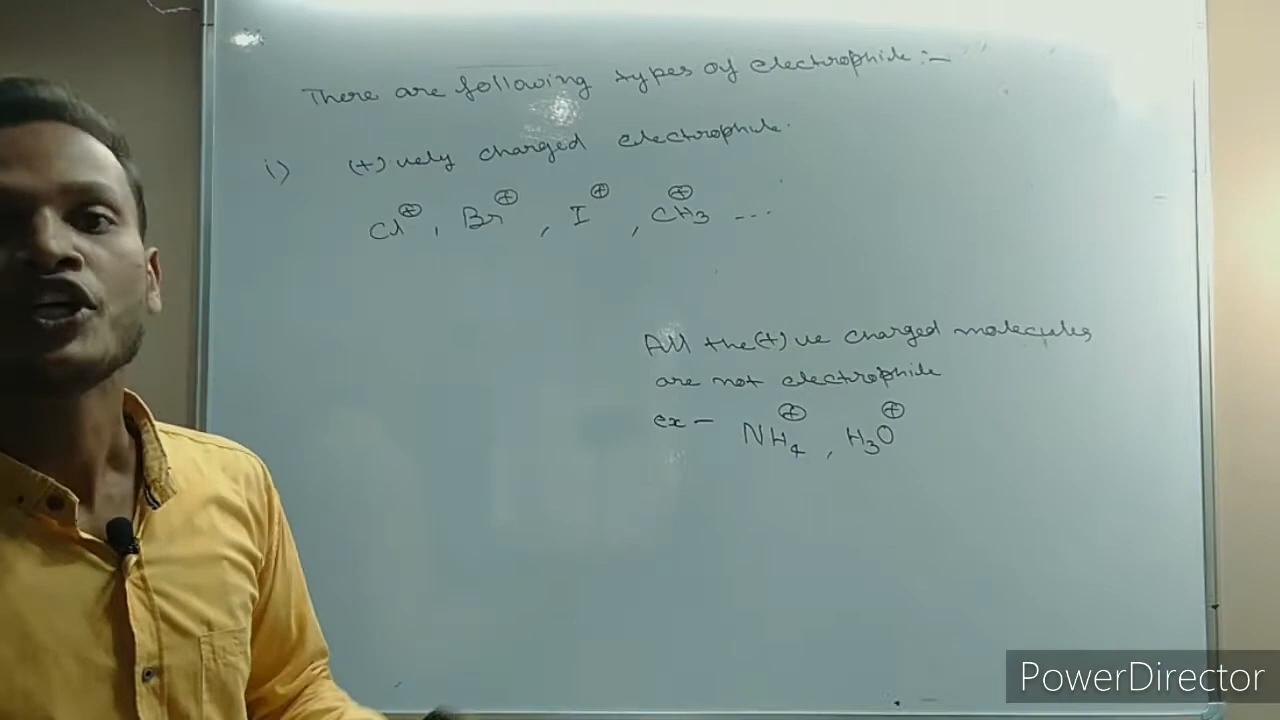 There are following types of electrophile :-
i) (+)vely charged electrophile.
Cl⊕, Br⊕, I⊕, CH3⊕ ---
All the (+)ve charged molecules
are not electrophile
ex - NH4⊕, H3O⊕
PowerDirector